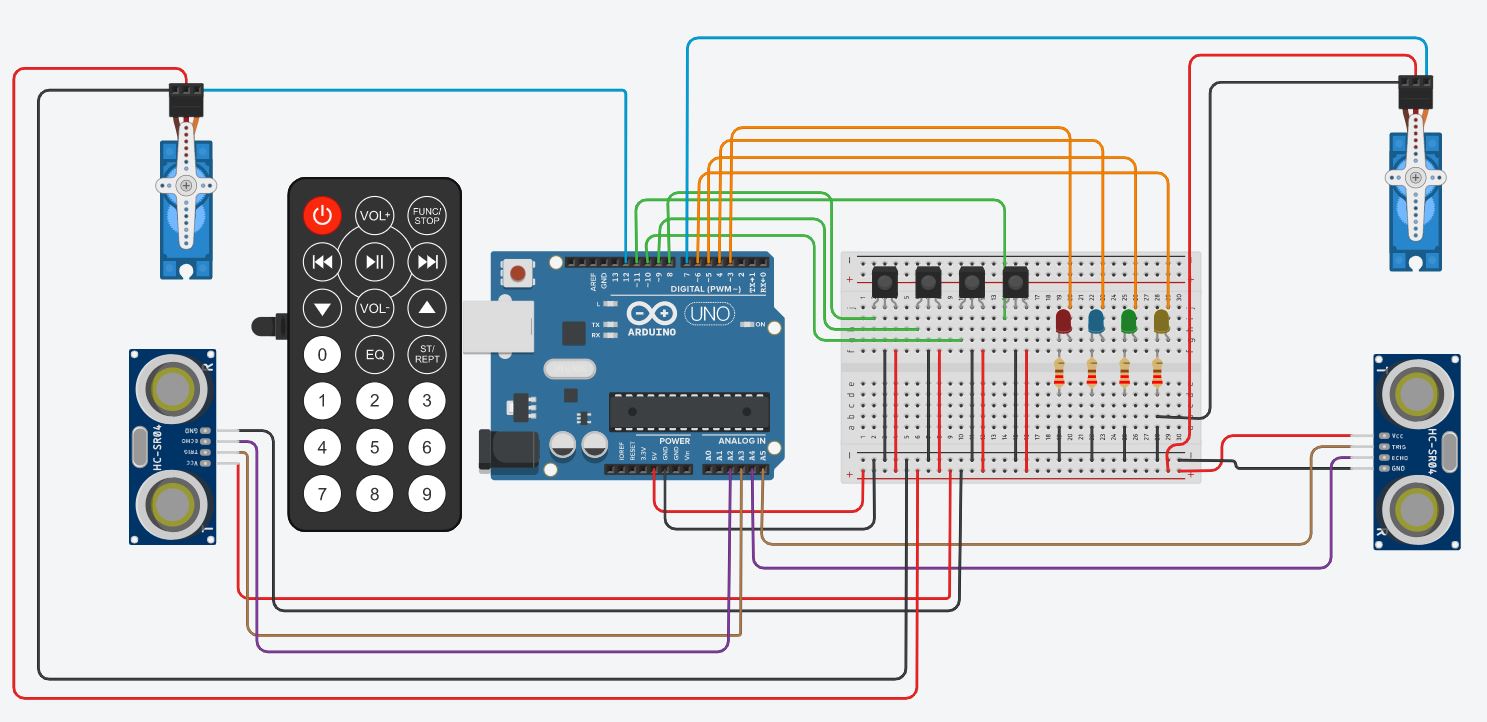 VOL+
FUNC/
STOP
VOL-
0
EQ
ST/
REPT
1
2
3
4
5
6
7
8
9
HC-SR04
GND
ECHO
TRIG
VCC
AREF
GND
13
12
~11
~10
~9
8
7
~6
~5
4
~3
2
TX→1
RX←0
DIGITAL (PWM~)
L
TX
RX
ARDUINO
UNO
ON
POWER
ANALOG IN
IOREF
RESET
3.3V
5V
GND
GND
Vin
A0
A1
A2
A3
A4
A5
HC-SR04
VCC
TRIG
ECHO
GND